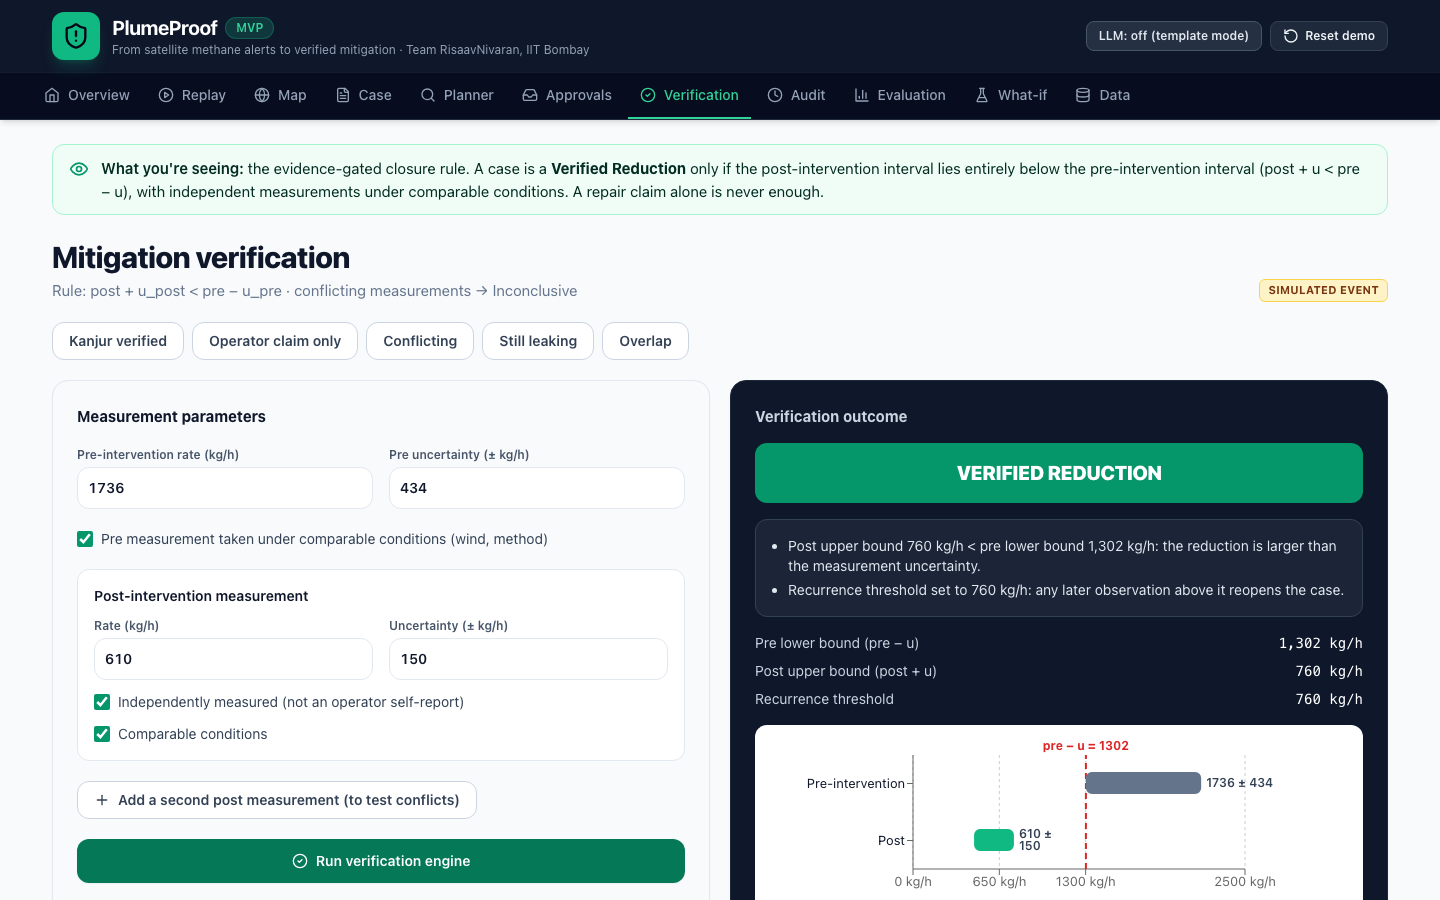 PlumeProof MVP
From satellite methane alerts to verified mitigation · Team RisaavNivaran, IIT Bombay
LLM: off (template mode)
Reset demo
Overview Replay Map Case Planner Approvals Verification Audit Evaluation What-if Data
What you're seeing: the evidence-gated closure rule. A case is a Verified Reduction only if the post-intervention interval lies entirely below the pre-intervention interval (post + u < pre
– u), with independent measurements under comparable conditions. A repair claim alone is never enough.
Mitigation verification
Rule: post + u_post < pre – u_pre · conflicting measurements → Inconclusive
SIMULATED EVENT
Kanjur verified Operator claim only Conflicting Still leaking Overlap
Measurement parameters
Pre-intervention rate (kg/h) Pre uncertainty (± kg/h)
1736 434
Pre measurement taken under comparable conditions (wind, method)
Post-intervention measurement
Rate (kg/h) Uncertainty (± kg/h)
610 150
Independently measured (not an operator self-report)
Comparable conditions
Add a second post measurement (to test conflicts)
Run verification engine
Verification outcome
VERIFIED REDUCTION
Post upper bound 760 kg/h < pre lower bound 1,302 kg/h: the reduction is larger than
the measurement uncertainty.
Recurrence threshold set to 760 kg/h: any later observation above it reopens the case.
Pre lower bound (pre – u) 1,302 kg/h
Post upper bound (post + u) 760 kg/h
Recurrence threshold 760 kg/h
pre – u = 1302
Pre-intervention 1736 ± 434
Post 610 ±
150
0 kg/h 650 kg/h 1300 kg/h 2500 kg/h